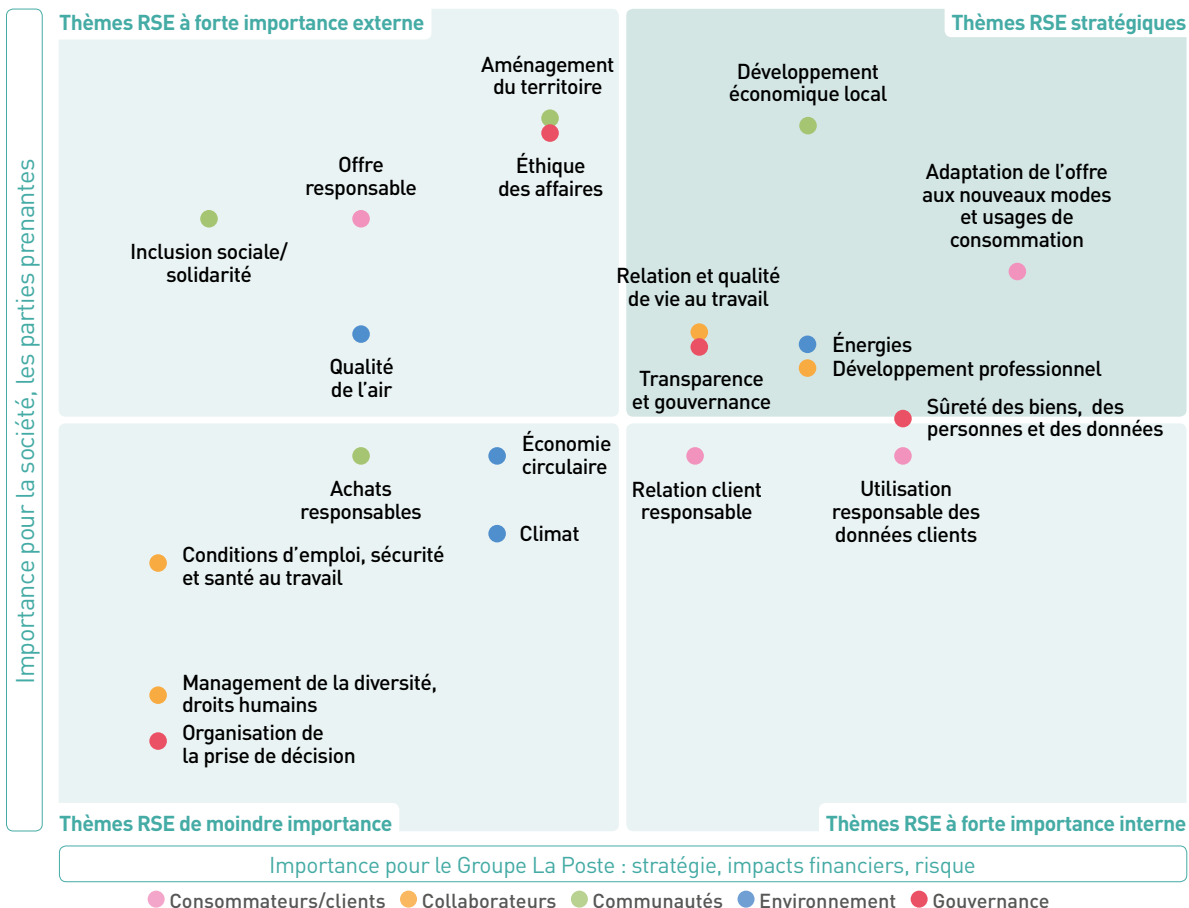 Importance pour la société, les parties prenantes
Thèmes RSE à forte importance externe
Thèmes RSE stratégiques
Aménagement
du territoire
Éthique
des affaires
Offre
responsable
Inclusion sociale/
solidarité
Qualité
de l’air
Développement
économique local
Adaptation de l’offre
aux nouveaux modes
et usages de
consommation
Relation et qualité
de vie au travail
Transparence
et gouvernance
Énergies
Développement professionnel
Sûreté des biens, des
personnes et des données
Achats
responsables
Économie
circulaire
Climat
Conditions d’emploi, sécurité
et santé au travail
Management de la diversité,
droits humains
Organisation de
la prise de décision
Relation client
responsable
Utilisation
responsable des
données clients
Thèmes RSE de moindre importance
Thèmes RSE à forte importance interne
Importance pour le Groupe La Poste : stratégie, impacts financiers, risque
Consommateurs/clients Collaborateurs Communautés Environnement Gouvernance